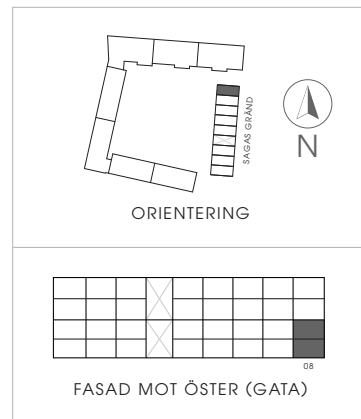 SAGAS GRÄND
N
ORIENTERING
08
FASAD MOT ÖSTER (GATA)